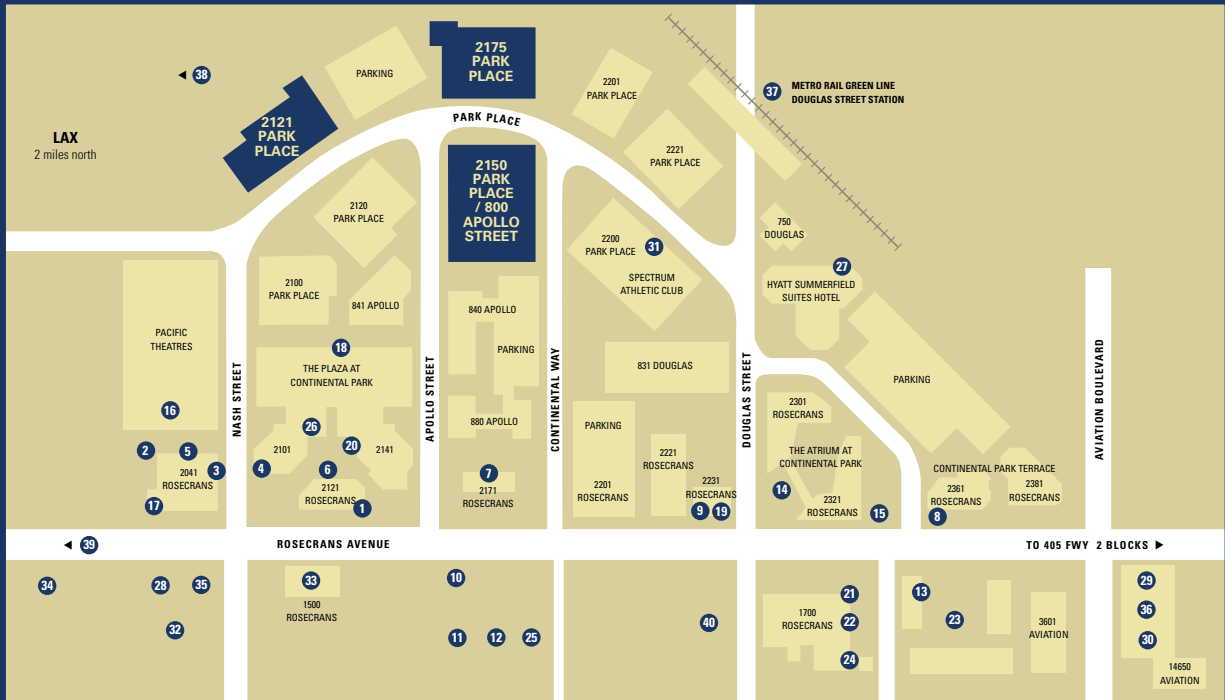 38
PARKING
2175
PARK
PLACE
2201
PARK PLACE
37
METRO RAIL GREEN LINE
DOUGLAS STREET STATION
LAX
2 miles north
2121
PARK
PLACE
PARK PLACE
2221
PARK PLACE
2150
PARK
PLACE
/ 800
APOLLO
STREET
2120
PARK PLACE
750
DOUGLAS
2200
PARK PLACE
31
SPECTRUM
ATHLETIC CLUB
27
HYATT SUMMERFIELD
SUITES HOTEL
2100
PARK PLACE
841 APOLLO
840 APOLLO
PARKING
PACIFIC
THEATRES
16
NASH STREET
18
THE PLAZA AT
CONTINENTAL PARK
APOLLO STREET
CONTINENTAL WAY
831 DOUGLAS
DOUGLAS STREET
PARKING
AVIATION BOULEVARD
2301
ROSECRANS
880 APOLLO
PARKING
26
20
2101
2141
2
5
3
4
6
2041
ROSECRANS
17
2121
ROSECRANS
1
7
2171
ROSECRANS
2201
ROSECRANS
2221
ROSECRANS
2231
ROSECRANS
9
19
THE ATRIUM AT
CONTINENTAL PARK
14
2321
ROSECRANS
15
CONTINENTAL PARK TERRACE
2361
ROSECRANS
2381
ROSECRANS
8
39
ROSECRANS AVENUE
TO 405 FWY 2 BLOCKS
34
28
35
32
33
1500
ROSECRANS
10
11
12
25
40
21
1700
ROSECRANS
22
24
13
23
3601
AVIATION
29
36
30
14650
AVIATION